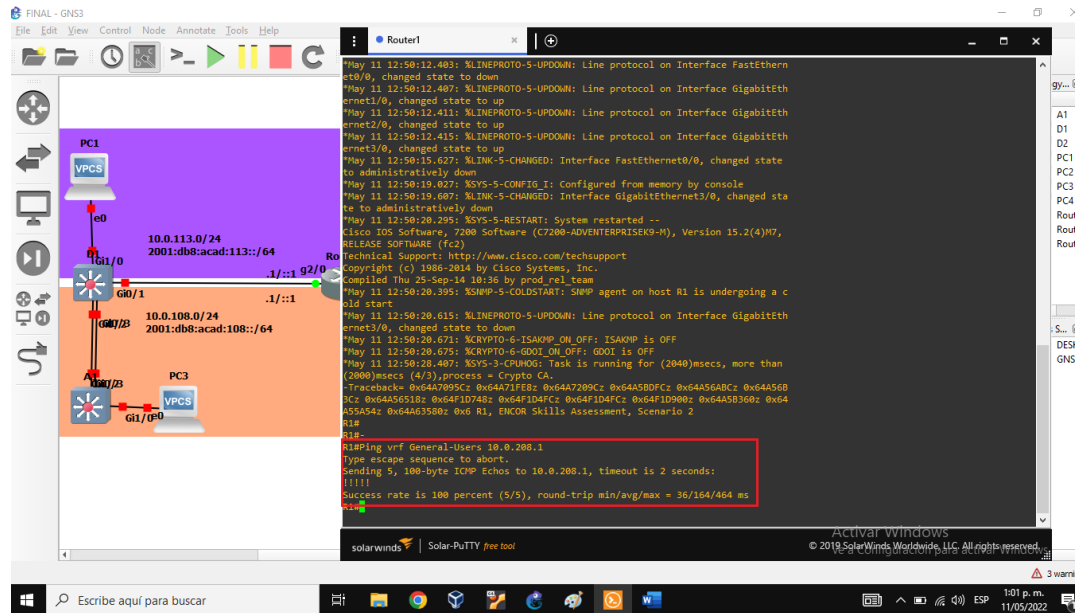 FINAL - GNS3
File Edit View Control Node Annotate Tools Help
Router1
PC1
VPCS
e0
10.0.113.0/24
2001:db8:acad:113::/64
Gi1/0
.1/::1 g2/0
Ro
Gi0/1
.1/::1
10.0.108.0/24
2001:db8:acad:108::/64
PC3
VPCS
Gi1/0
e0
*May 11 12:50:12.403: %LINEPROTO-5-UPDOWN: Line protocol on Interface FastEthern
et0/0, changed state to down
*May 11 12:50:12.407: %LINEPROTO-5-UPDOWN: Line protocol on Interface GigabitEth
ernet1/0, changed state to up
*May 11 12:50:12.411: %LINEPROTO-5-UPDOWN: Line protocol on Interface GigabitEth
ernet2/0, changed state to up
*May 11 12:50:12.415: %LINEPROTO-5-UPDOWN: Line protocol on Interface GigabitEth
ernet3/0, changed state to up
*May 11 12:50:15.627: %LINK-5-CHANGED: Interface FastEthernet0/0, changed state
to administratively down
*May 11 12:50:19.027: %SYS-5-CONFIG_I: Configured from memory by console
*May 11 12:50:19.607: %LINK-5-CHANGED: Interface GigabitEthernet3/0, changed sta
te to administratively down
*May 11 12:50:20.295: %SYS-5-RESTART: System restarted --
Cisco IOS Software, 7200 Software (C7200-ADVENTERPRISEK9-M), Version 15.2(4)M7,
RELEASE SOFTWARE (fc2)
Technical Support: http://www.cisco.com/techsupport
Copyright (c) 1986-2014 by Cisco Systems, Inc.
Compiled Thu 25-Sep-14 10:36 by prod_rel_team
*May 11 12:50:20.395: %SNMP-5-COLDSTART: SNMP agent on host R1 is undergoing a c
old start
*May 11 12:50:20.615: %LINEPROTO-5-UPDOWN: Line protocol on Interface GigabitEth
ernet3/0, changed state to down
*May 11 12:50:20.671: %CRYPTO-6-ISAKMP_ON_OFF: ISAKMP is OFF
*May 11 12:50:20.675: %CRYPTO-6-GDOI_ON_OFF: GDOI is OFF
*May 11 12:50:28.407: %SYS-3-CPUHOG: Task is running for (2040)msecs, more than
(2000)msecs (4/3),process = Crypto CA.
-Traceback= 0x64A7095Cz 0x64A71FE8z 0x64A7209Cz 0x64A5BDFCz 0x64A56ABCz 0x64A56B
3Cz 0x64A56518z 0x64F1D748z 0x64F1D4FCz 0x64F1D4FCz 0x64F1D900z 0x64A5B360z 0x64
A55A54z 0x64A63580z 0x6 R1, ENCOR Skills Assessment, Scenario 2
R1#
R1#-
R1#Ping vrf General-Users 10.0.208.1
Type escape sequence to abort.
Sending 5, 100-byte ICMP Echos to 10.0.208.1, timeout is 2 seconds:
!!!!!
Success rate is 100 percent (5/5), round-trip min/avg/max = 36/164/464 ms
R1#
solarwinds Solar-PuTTY free tool
© 2019 SolarWinds Worldwide, LLC. All rights reserved.
Activar Windows
Ve a Configuración para activar Windows.
gy...
A1
D1
D2
PC1
PC2
PC3
PC4
Rout
Rout
Rout
S...
DESK
GNS
3 warni
Escribe aquí para buscar
ESP
1:01 p. m.
11/05/2022